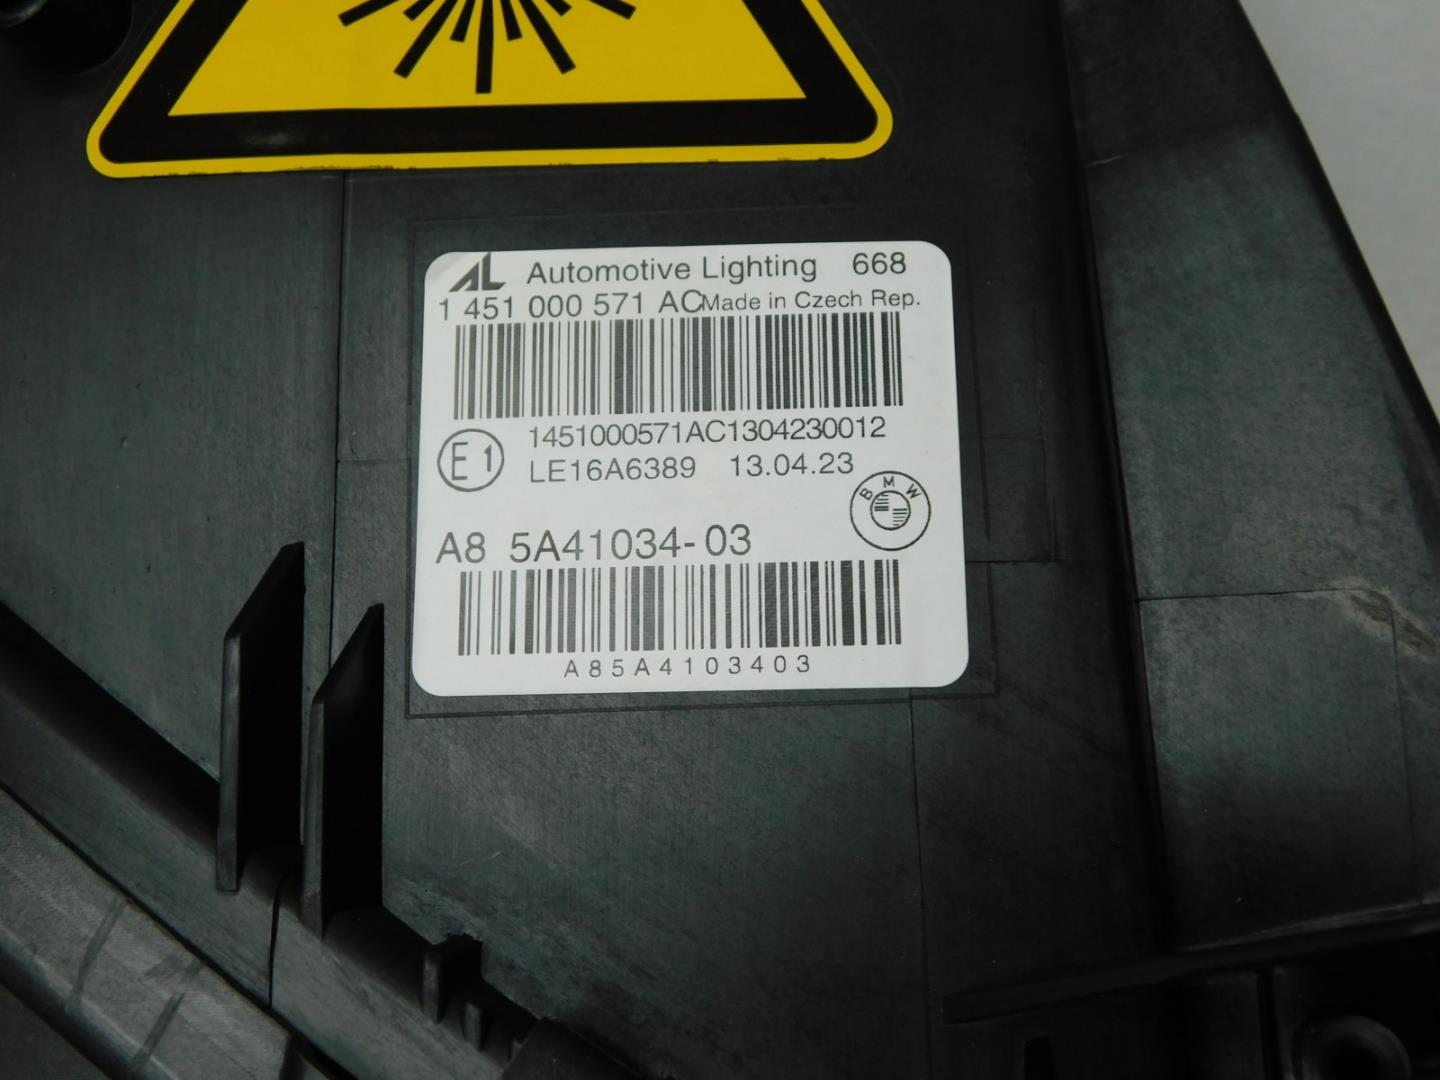 AL Automotive Lighting 668
1 451 000 571 AC Made in Czech Rep.
1451000571AC1304230012
E1
LE16A6389 13.04.23
BMW
A8 5A41034-03
A85A4103403